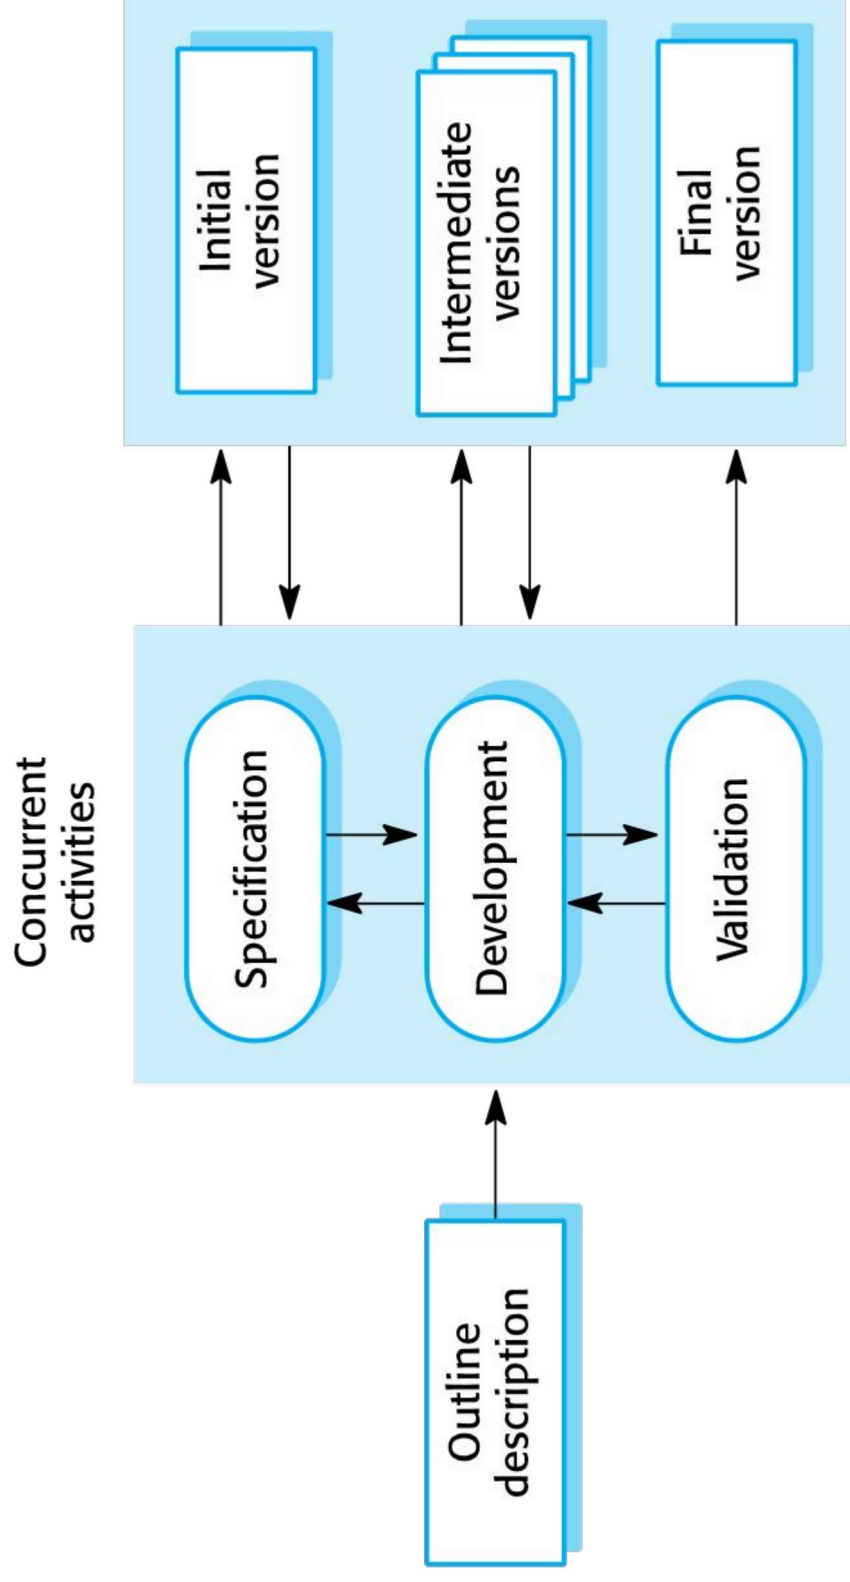 Concurrent
activities
Outline
description
Specification
Development
Validation
Initial
version
Intermediate
versions
Final
version